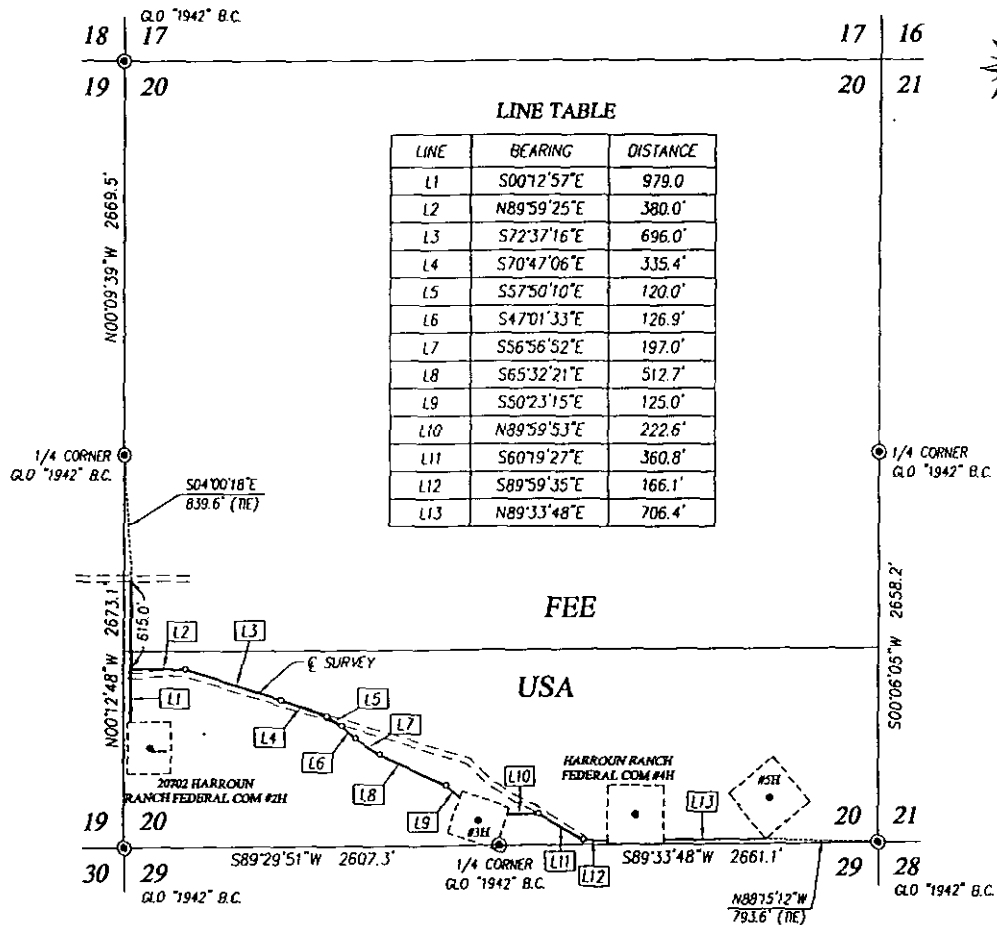 GLO "1942" B.C.
18 17
17 16
19 20
20 21
LINE TABLE
LINE BEARING DISTANCE
L1 S00°12'57"E 979.0
L2 N89°59'25"E 380.0'
L3 S72°37'16"E 696.0'
L4 S70°47'06"E 335.4'
L5 S57°50'10"E 120.0'
L6 S47°01'33"E 126.9'
L7 S56°56'52"E 197.0'
L8 S65°32'21"E 512.7'
L9 S50°23'15"E 125.0'
L10 N89°59'53"E 222.6'
L11 S60°19'27"E 360.8'
L12 S89°59'35"E 166.1'
L13 N89°33'48"E 706.4'
N00°09'39"W 2669.5'
1/4 CORNER
GLO "1942" B.C.
1/4 CORNER
GLO "1942" B.C.
S04°00'18"E
839.6' (TIE)
N00°12'48"W 2673.1'
615.0'
S00°06'05"W 2658.2'
FEE
USA
L2
L3
℄ SURVEY
L1
L5
L4
L7
L6
L8
L10
L9
L13
L11
L12
20702 HARROUN
RANCH FEDERAL COM #2H
#3H
HARROUN RANCH
FEDERAL COM #4H
#5H
19 20
20 21
30 29
29 28
S89°29'51"W 2607.3'
1/4 CORNER
GLO "1942" B.C.
S89°33'48"W 2661.1'
GLO "1942" B.C.
GLO "1942" B.C.
N88°15'12"W
793.6' (TIE)